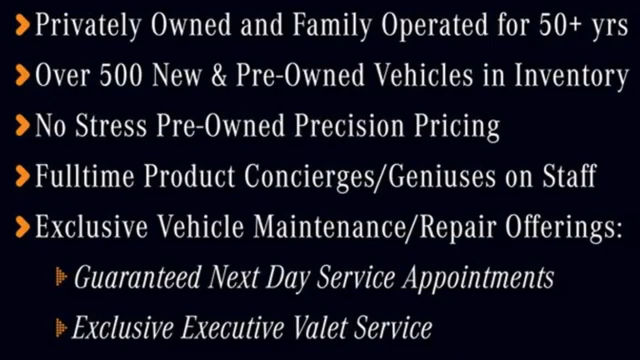 Privately Owned and Family Operated for 50+ yrs
Over 500 New & Pre-Owned Vehicles in Inventory
No Stress Pre-Owned Precision Pricing
Fulltime Product Concierges/Geniuses on Staff
Exclusive Vehicle Maintenance/Repair Offerings:
Guaranteed Next Day Service Appointments
Exclusive Executive Valet Service